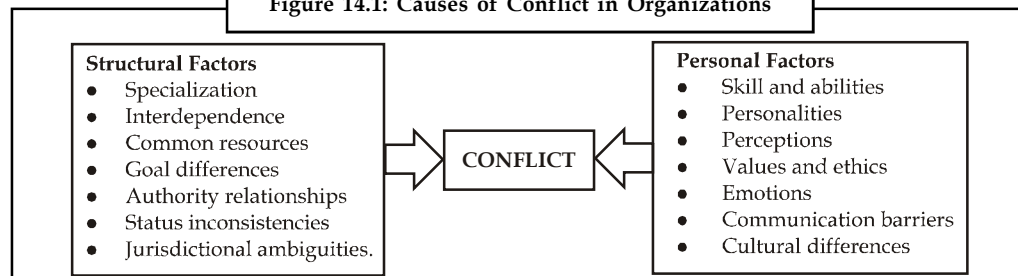 Figure 14.1: Causes of Conflict in Organizations
Structural Factors
● Specialization
● Interdependence
● Common resources
● Goal differences
● Authority relationships
● Status inconsistencies
● Jurisdictional ambiguities.
CONFLICT
Personal Factors
● Skill and abilities
● Personalities
● Perceptions
● Values and ethics
● Emotions
● Communication barriers
● Cultural differences